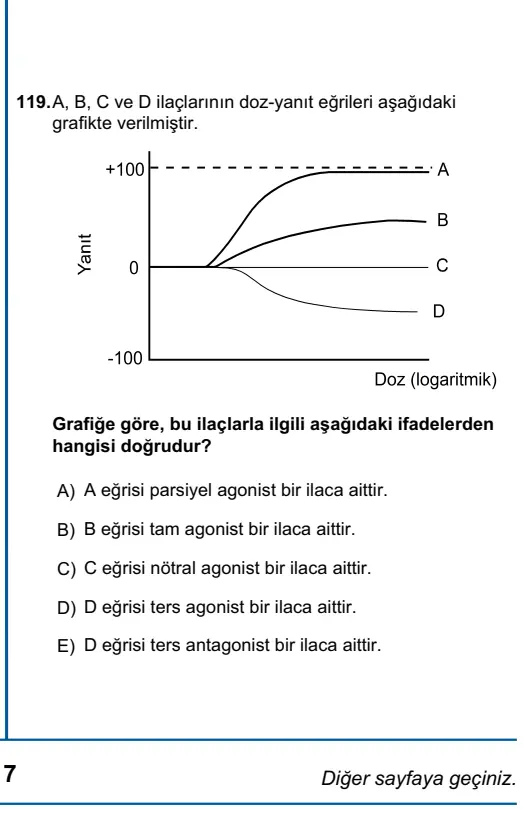 119. A, B, C ve D ilaçlarının doz-yanıt eğrileri aşağıdaki
grafikte verilmiştir.
+100
A
B
Yanıt
0
C
D
-100
Doz (logaritmik)
Grafiğe göre, bu ilaçlarla ilgili aşağıdaki ifadelerden
hangisi doğrudur?
A) A eğrisi parsiyel agonist bir ilaca aittir.
B) B eğrisi tam agonist bir ilaca aittir.
C) C eğrisi nötral agonist bir ilaca aittir.
D) D eğrisi ters agonist bir ilaca aittir.
E) D eğrisi ters antagonist bir ilaca aittir.
7
Diğer sayfaya geçiniz.